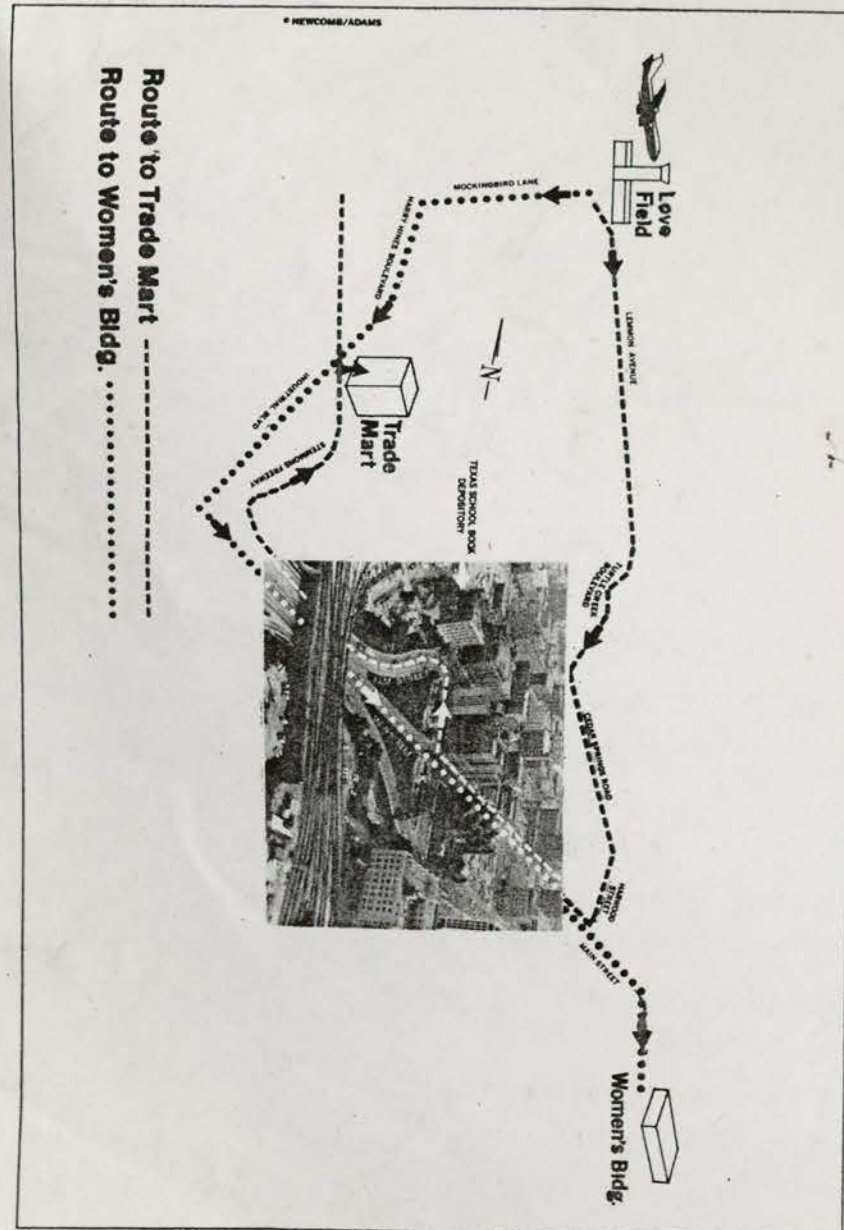 © NEWCOMB/ADAMS
Love
Field
MOCKINGBIRD LANE
LEMMON AVENUE
HARRY HINES BOULEVARD
N
TURTLE CREEK
BOULEVARD
Trade
Mart
TEXAS SCHOOL BOOK
DEPOSITORY
INDUSTRIAL BLVD
STEMMONS FREEWAY
CEDAR SPRINGS ROAD
HARWOOD
STREET
MAIN STREET
Women's Bldg.
Route to Trade Mart
Route to Women's Bldg.